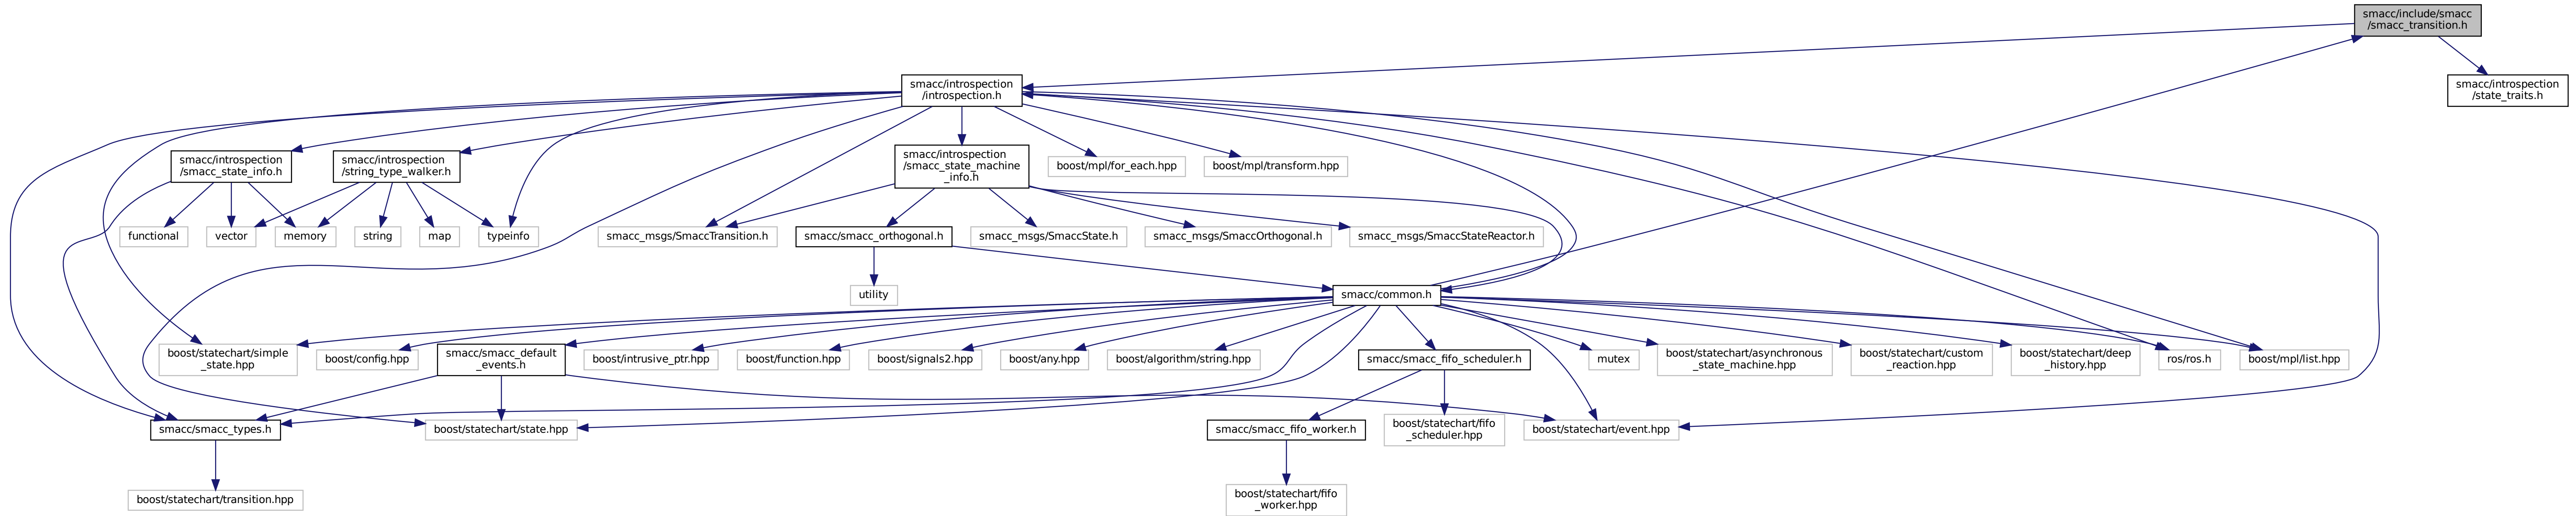 smacc/include/smacc
/smacc_transition.h
smacc/introspection
/introspection.h
smacc/introspection
/state_traits.h
smacc/introspection
/smacc_state_info.h
smacc/introspection
/string_type_walker.h
smacc/introspection
/smacc_state_machine
_info.h
boost/mpl/for_each.hpp
boost/mpl/transform.hpp
functional
vector
memory
string
map
typeinfo
smacc_msgs/SmaccTransition.h
smacc/smacc_orthogonal.h
smacc_msgs/SmaccState.h
smacc_msgs/SmaccOrthogonal.h
smacc_msgs/SmaccStateReactor.h
utility
smacc/common.h
boost/statechart/simple
_state.hpp
boost/config.hpp
smacc/smacc_default
_events.h
boost/intrusive_ptr.hpp
boost/function.hpp
boost/signals2.hpp
boost/any.hpp
boost/algorithm/string.hpp
smacc/smacc_fifo_scheduler.h
mutex
boost/statechart/asynchronous
_state_machine.hpp
boost/statechart/custom
_reaction.hpp
boost/statechart/deep
_history.hpp
ros/ros.h
boost/mpl/list.hpp
smacc/smacc_types.h
boost/statechart/state.hpp
smacc/smacc_fifo_worker.h
boost/statechart/fifo
_scheduler.hpp
boost/statechart/event.hpp
boost/statechart/transition.hpp
boost/statechart/fifo
_worker.hpp